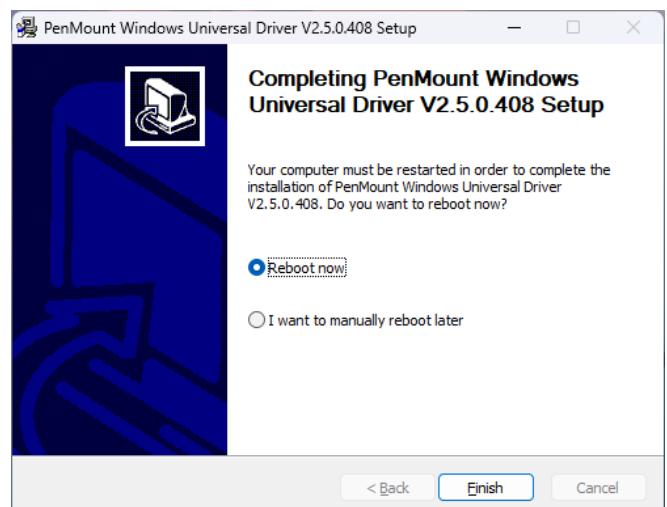 PenMount Windows Universal Driver V2.5.0.408 Setup
Completing PenMount Windows
Universal Driver V2.5.0.408 Setup
Your computer must be restarted in order to complete the
installation of PenMount Windows Universal Driver
V2.5.0.408. Do you want to reboot now?
Reboot now
I want to manually reboot later
< Back
Finish
Cancel